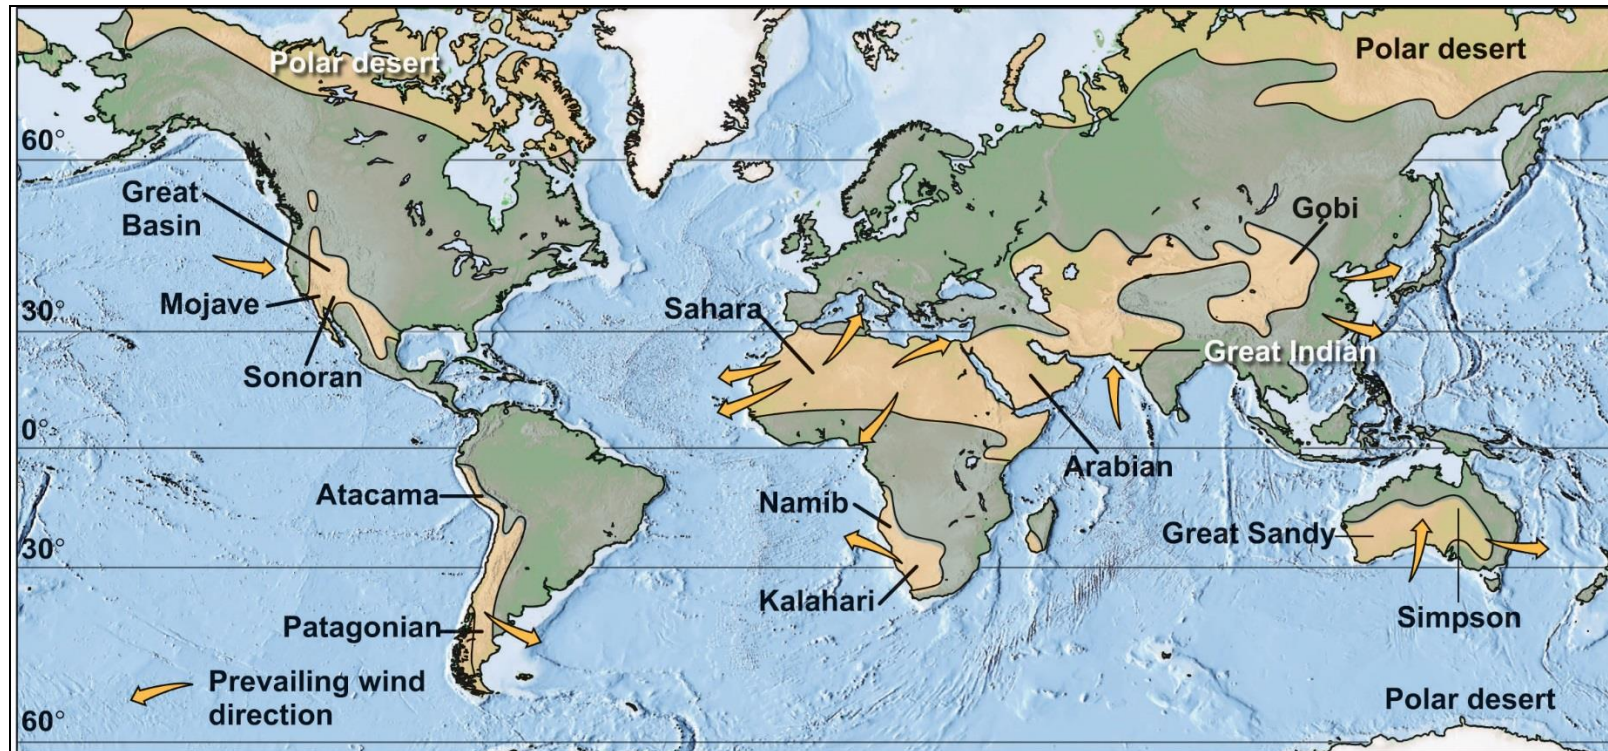 Polar desert
Polar desert
60°
Great
Basin
Gobi
Mojave
Sahara
30°
Great Indian
Sonoran
0°
Arabian
Atacama
Namib
Great Sandy
30°
Kalahari
Simpson
Patagonian
Prevailing wind
direction
Polar desert
60°